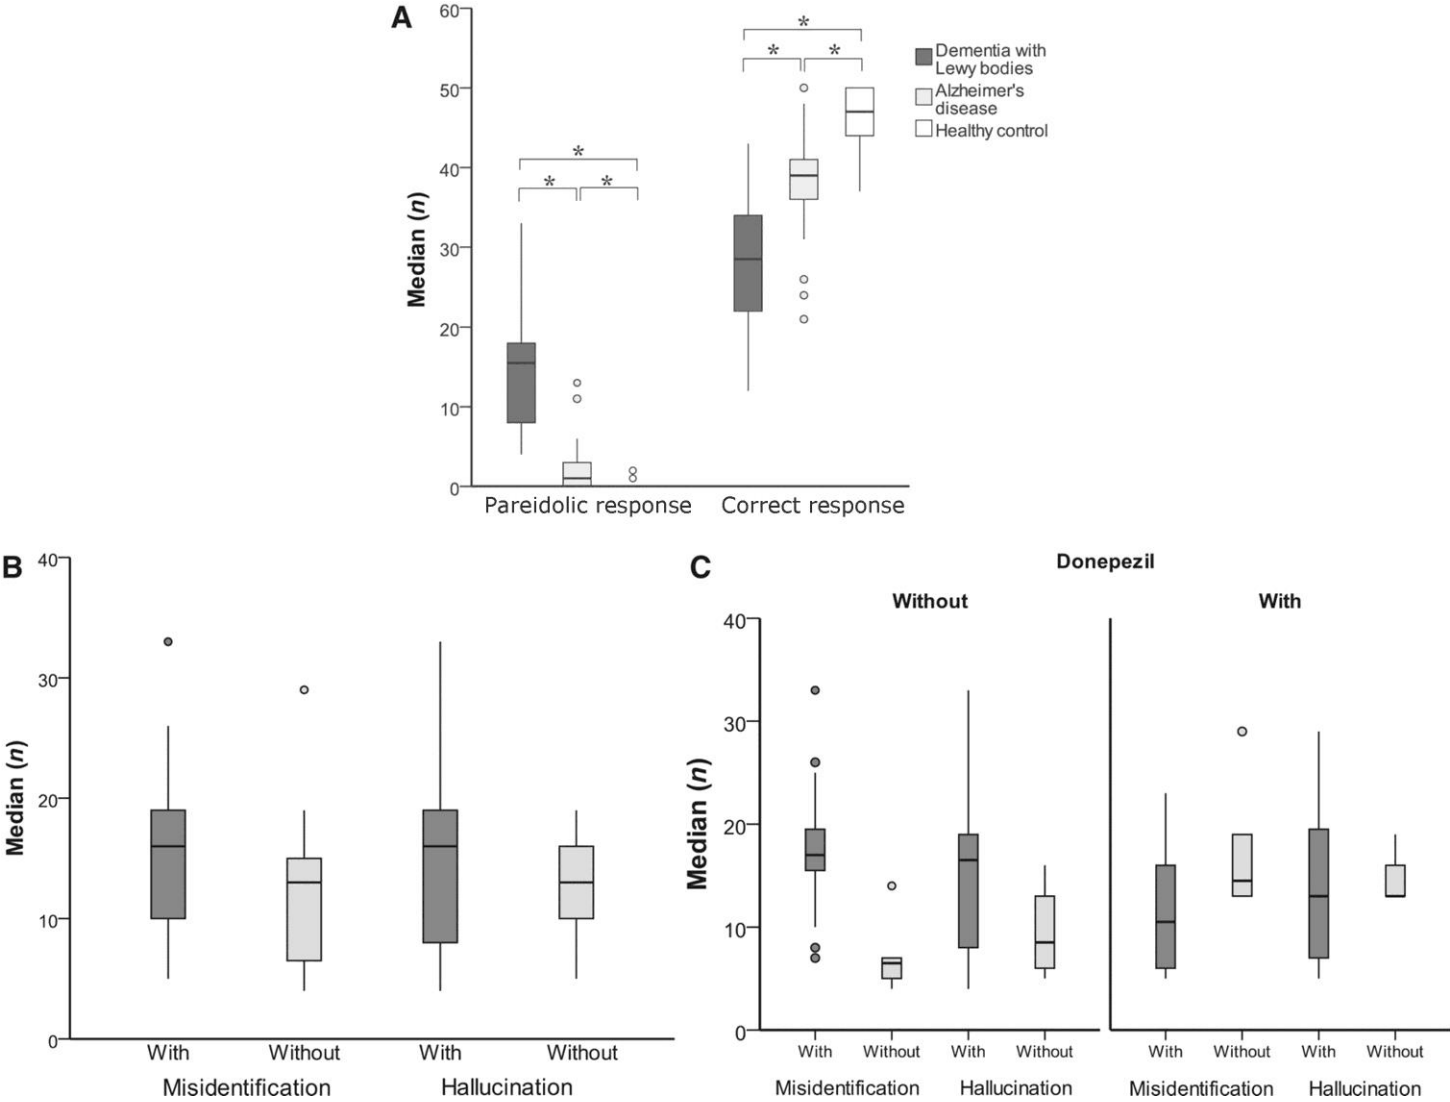 A
60
50
40
30
20
10
0
Median (n)
* * *
* * *
Pareidolic response Correct response
Dementia with
Lewy bodies
Alzheimer's
disease
Healthy control
B
40
30
20
10
0
Median (n)
With Without With Without
Misidentification Hallucination
C
Donepezil
Without With
40
30
20
10
0
Median (n)
With Without With Without With Without With Without
Misidentification Hallucination Misidentification Hallucination